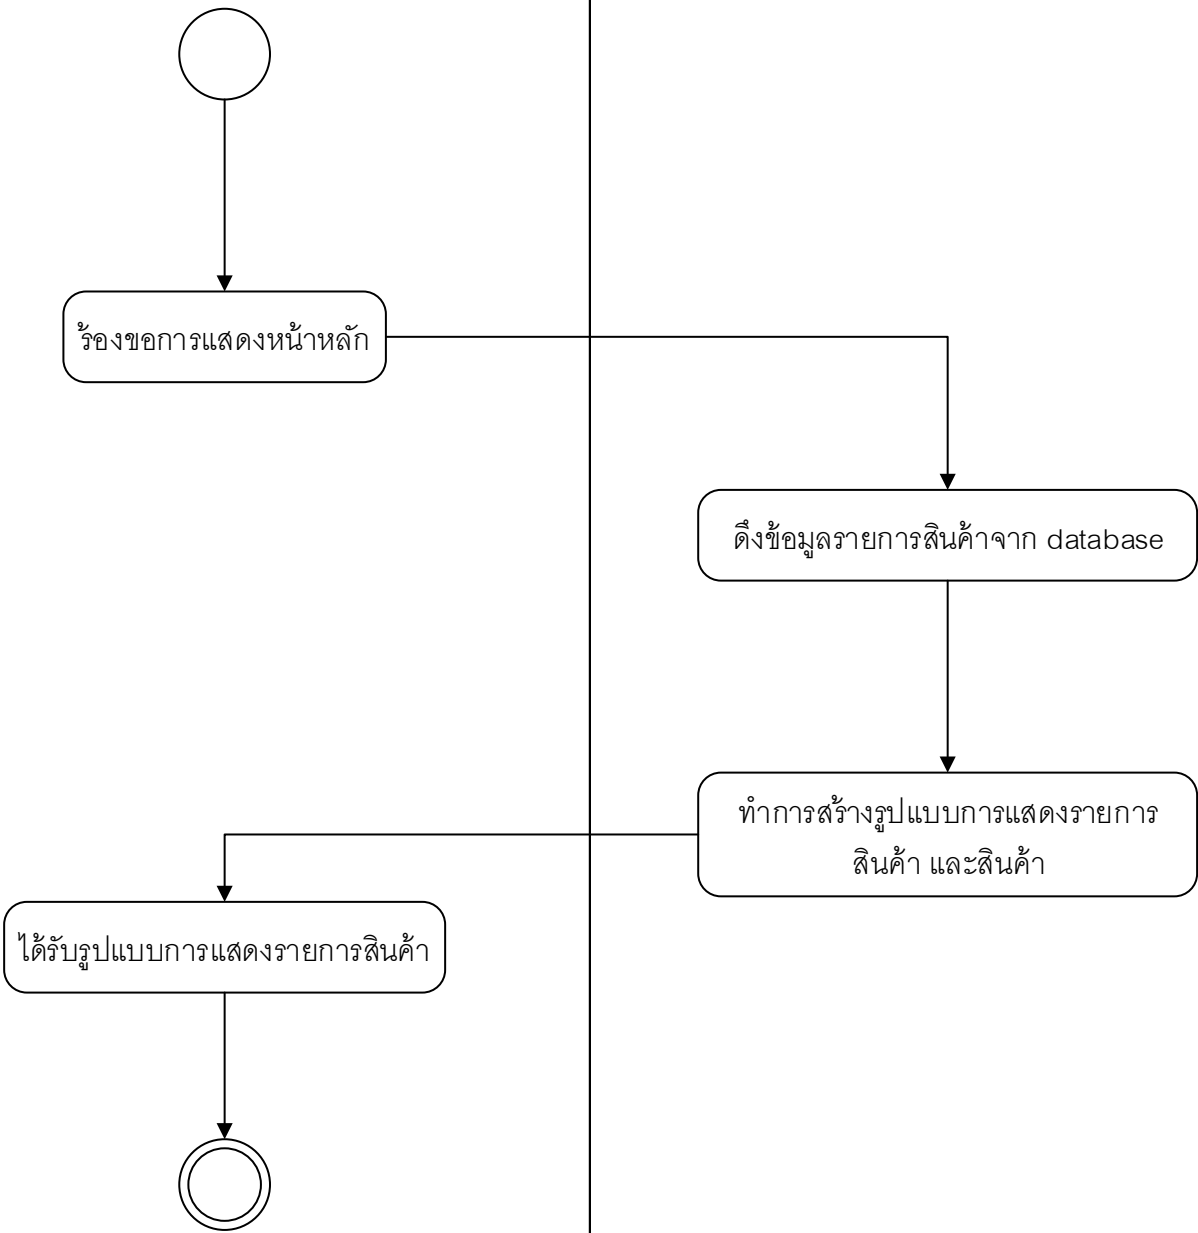 ร้องขอการแสดงหน้าหลัก
ดึงข้อมูลรายการสินค้าจาก database
ทำการสร้างรูปแบบการแสดงรายการ
สินค้า และสินค้า
ได้รับรูปแบบการแสดงรายการสินค้า